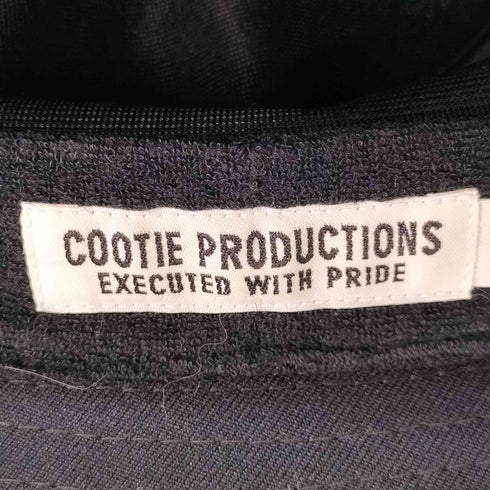 COOTIE PRODUCTIONS
EXECUTED WITH PRIDE